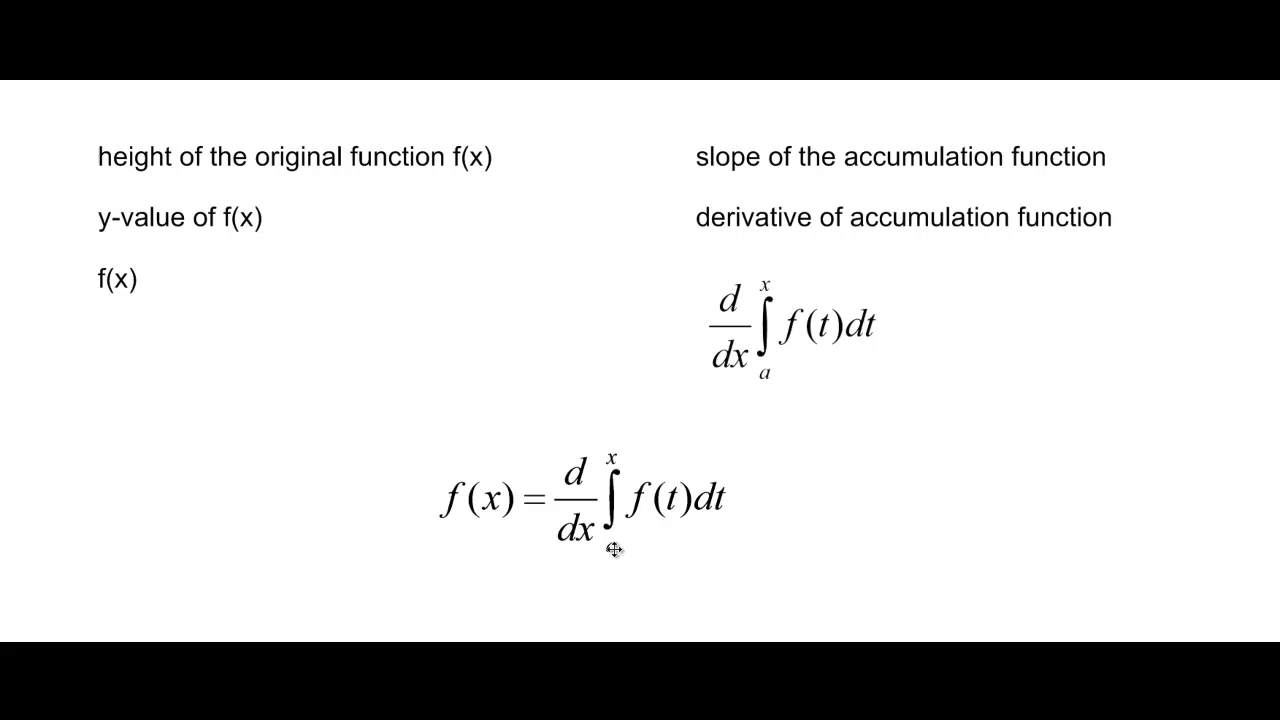 height of the original function f(x)
slope of the accumulation function
y-value of f(x)
derivative of accumulation function
f(x)
d/dx ∫_a^x f(t)dt
f(x) = d/dx ∫^x f(t)dt